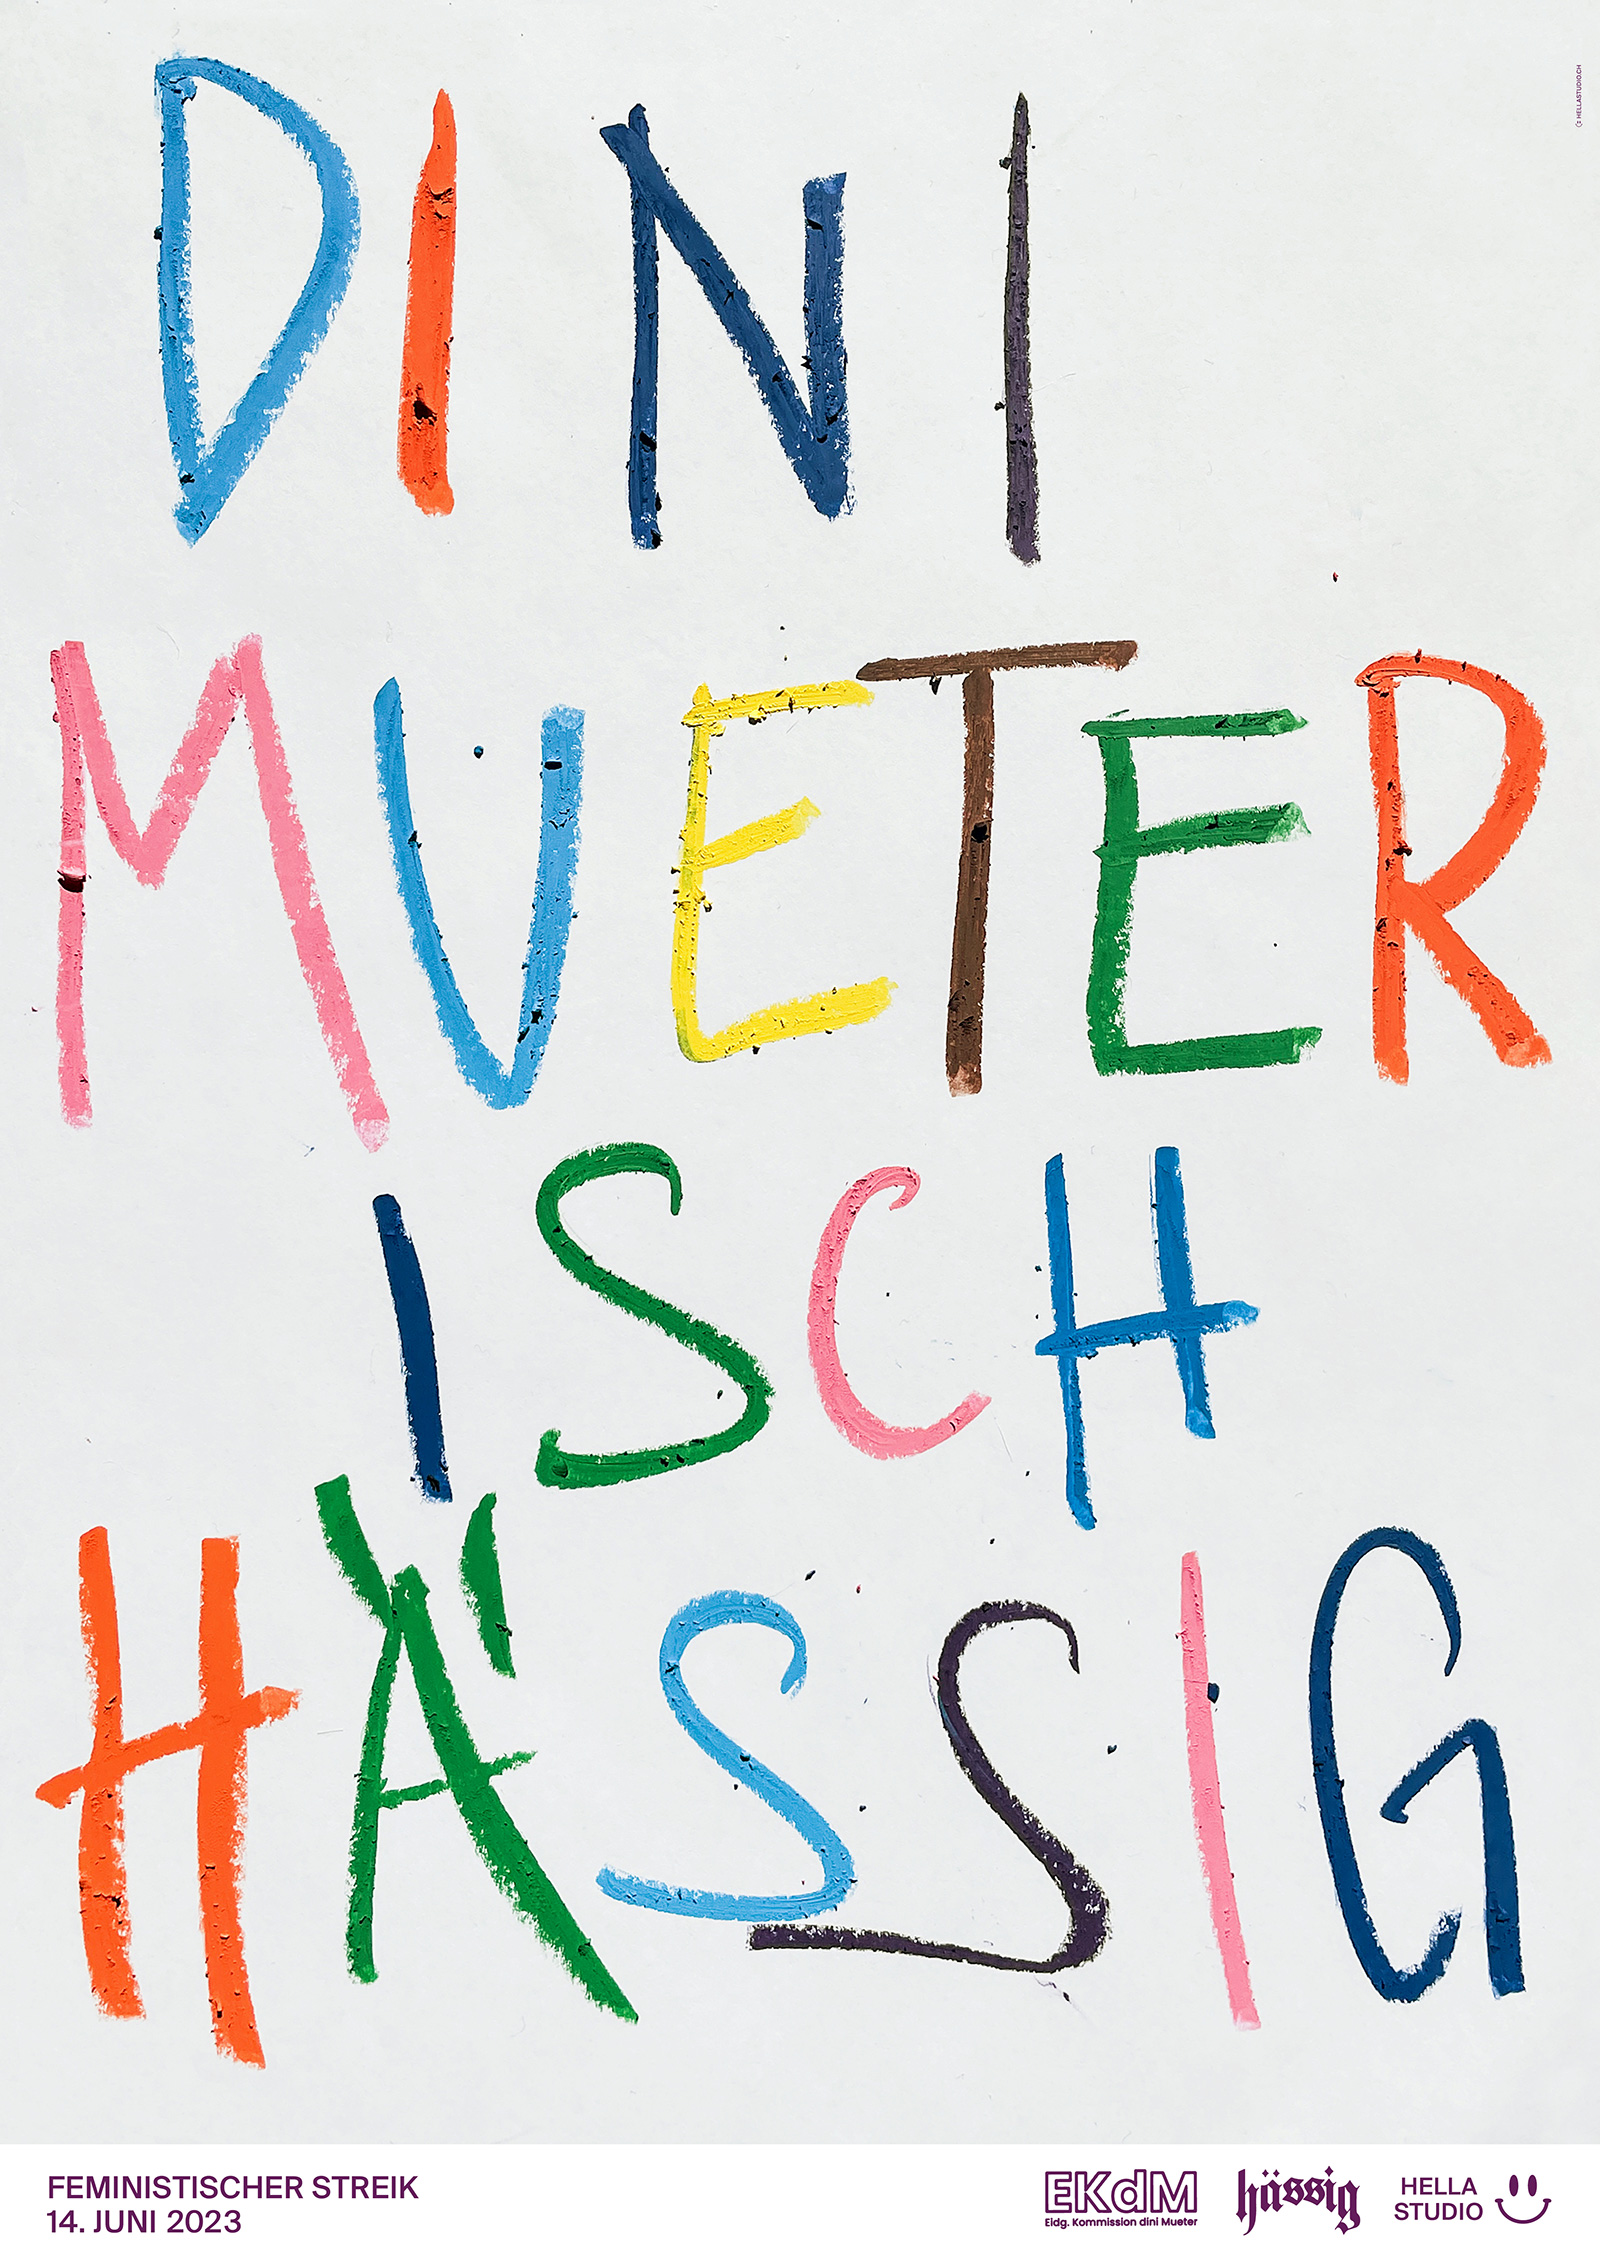 © HELLASTUDIO.CH
DINI
MUETER
ISCH
HÄSSIG
FEMINISTISCHER STREIK
14. JUNI 2023
EKdM
Eidg. Kommission dini Mueter
hässig
HELLA
STUDIO